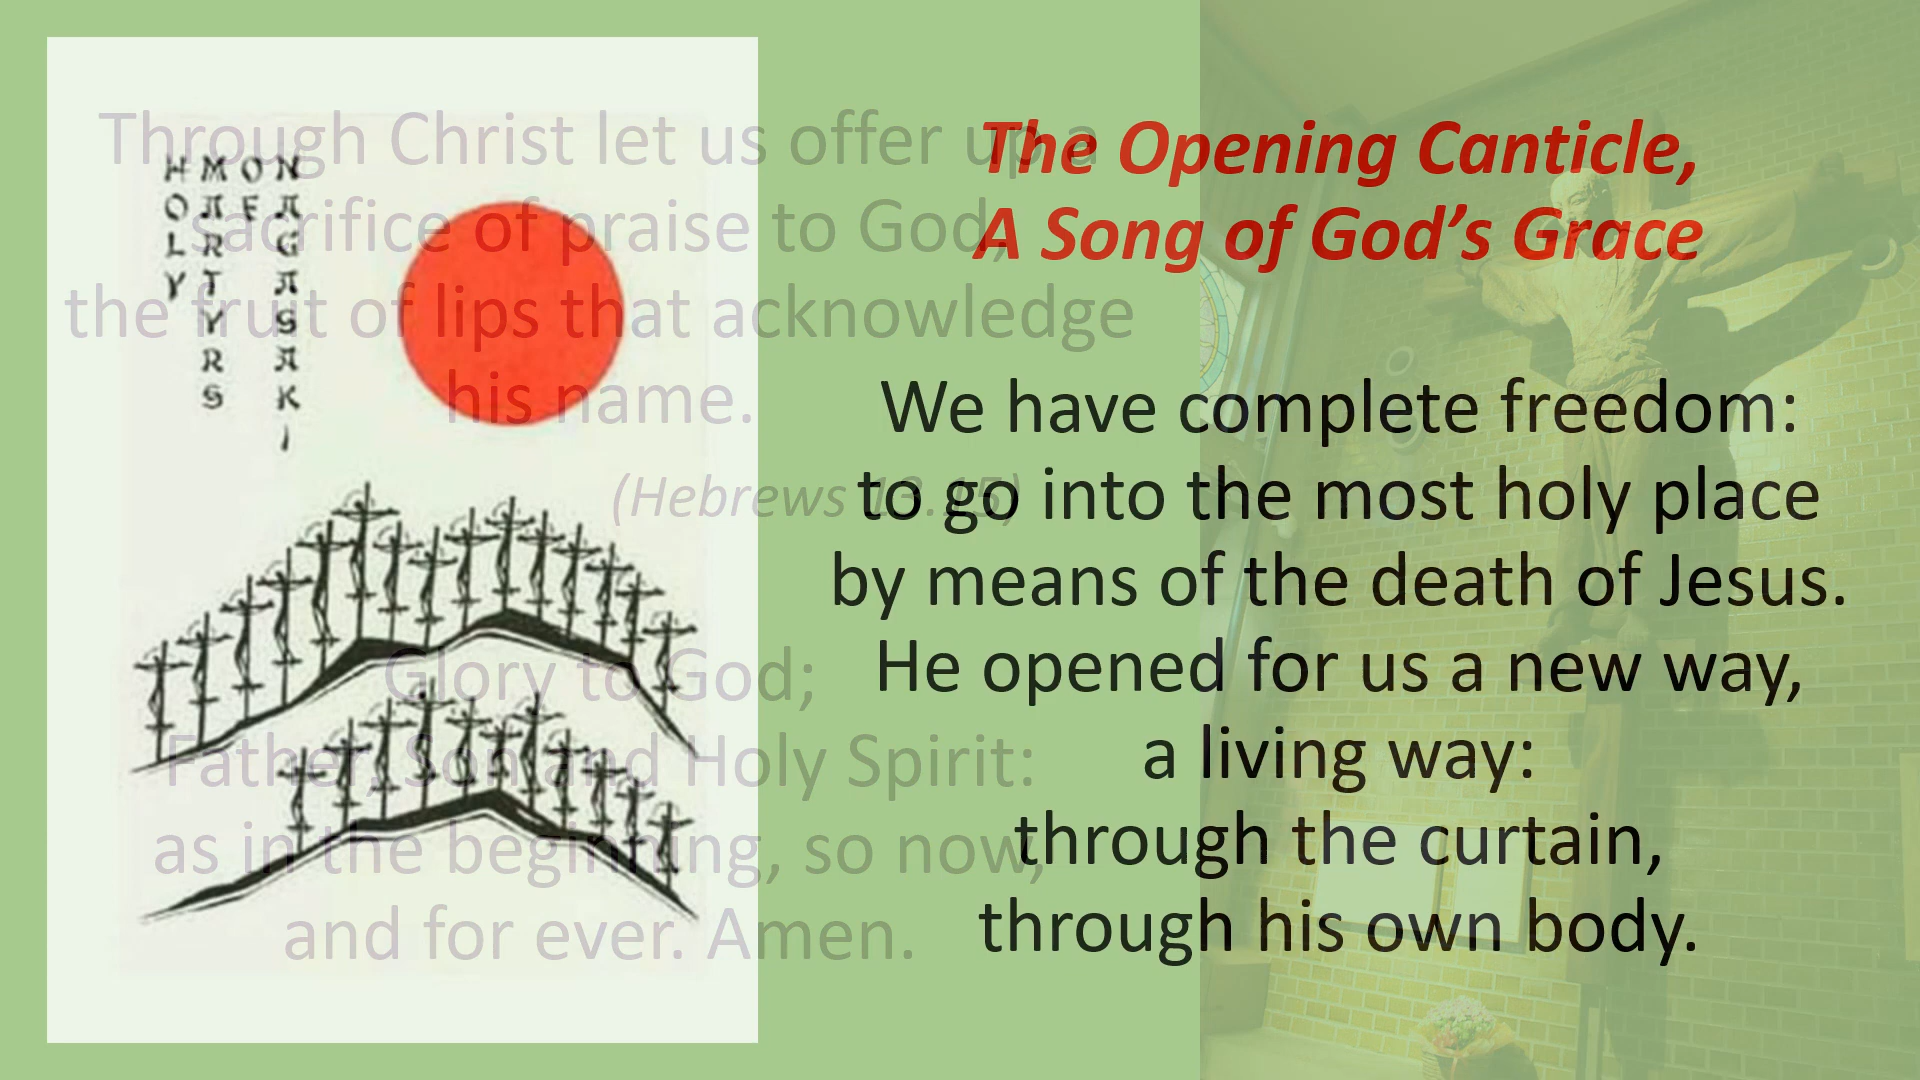 HOLY
MARTYRS
OF
NAGASAKI
Through Christ let us offer up a
sacrifice of praise to God,
the fruit of lips that acknowledge
his name.
(Hebrews 13.15)
Glory to God;
Father, Son and Holy Spirit:
as in the beginning, so now,
and for ever. Amen.
The Opening Canticle,
A Song of God’s Grace
We have complete freedom:
to go into the most holy place
by means of the death of Jesus.
He opened for us a new way,
a living way:
through the curtain,
through his own body.